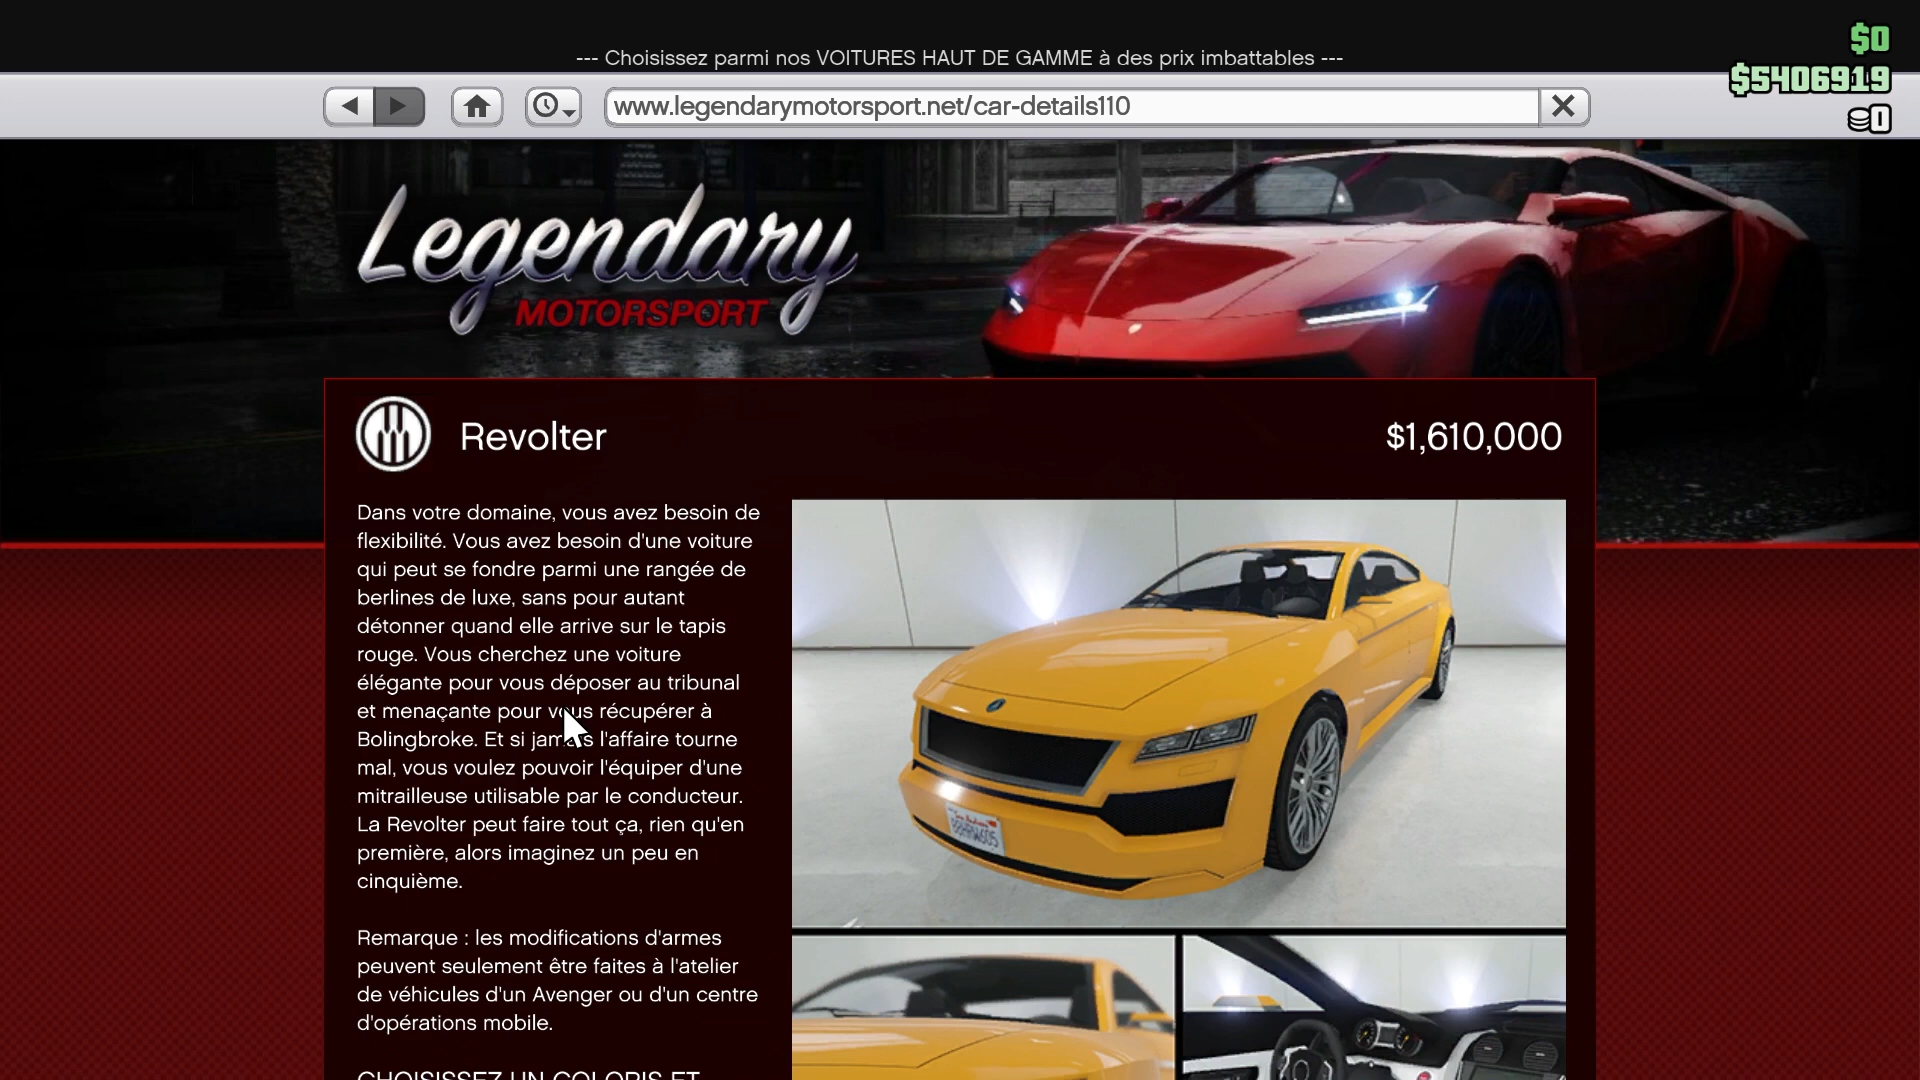 --- Choisissez parmi nos VOITURES HAUT DE GAMME à des prix imbattables ---
$0
$5406919
1
www.legendarymotorsport.net/car-details110
Legendary
MOTORSPORT
Revolter
$1,610,000
Dans votre domaine, vous avez besoin de
flexibilité. Vous avez besoin d'une voiture
qui peut se fondre parmi une rangée de
berlines de luxe, sans pour autant
détonner quand elle arrive sur le tapis
rouge. Vous cherchez une voiture
élégante pour vous déposer au tribunal
et menaçante pour vous récupérer à
Bolingbroke. Et si jamais l'affaire tourne
mal, vous voulez pouvoir l'équiper d'une
mitrailleuse utilisable par le conducteur.
La Revolter peut faire tout ça, rien qu'en
première, alors imaginez un peu en
cinquième.
Remarque : les modifications d'armes
peuvent seulement être faites à l'atelier
de véhicules d'un Avenger ou d'un centre
d'opérations mobile.
CHOISISSEZ UN COLORIS ET